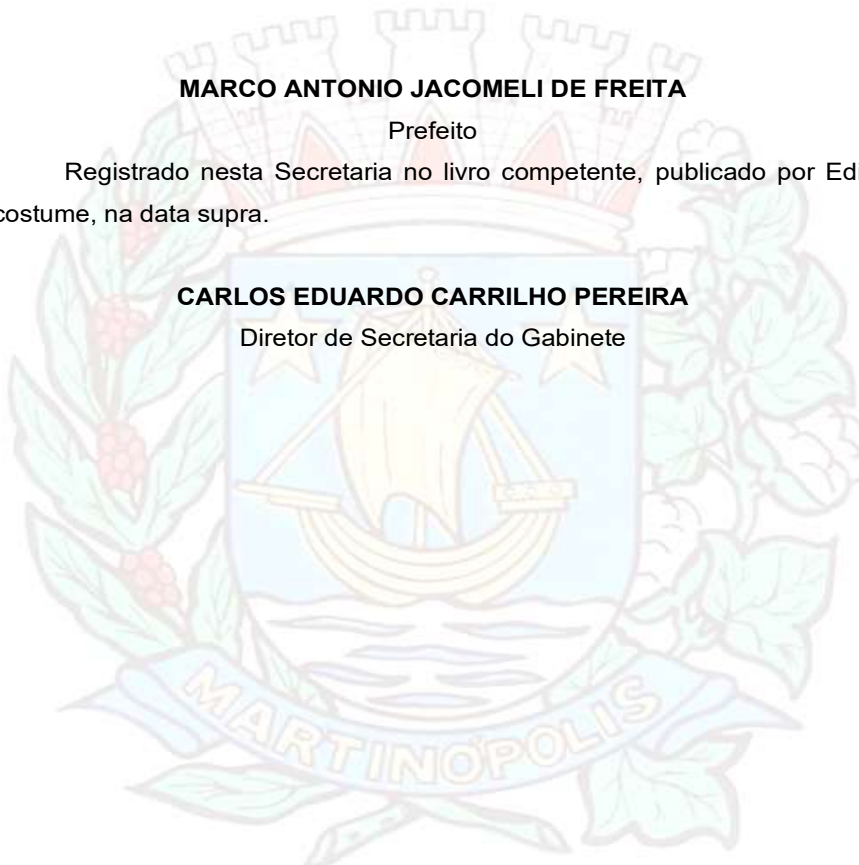 MARCO ANTONIO JACOMELI DE FREITA
Prefeito
Registrado nesta Secretaria no livro competente, publicado por Edi
costume, na data supra.
CARLOS EDUARDO CARRILHO PEREIRA
Diretor de Secretaria do Gabinete
MARTINÓPOLIS